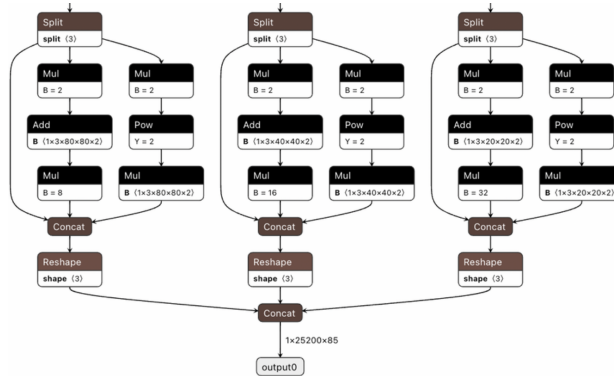 Split Split Split
split ⟨3⟩ split ⟨3⟩ split ⟨3⟩
Mul Mul Mul Mul Mul Mul
B = 2 B = 2 B = 2 B = 2 B = 2 B = 2
Add Pow Add Pow Add Pow
B ⟨1×3×80×80×2⟩ Y = 2 B ⟨1×3×40×40×2⟩ Y = 2 B ⟨1×3×20×20×2⟩ Y = 2
Mul Mul Mul Mul Mul Mul
B = 8 B ⟨1×3×80×80×2⟩ B = 16 B ⟨1×3×40×40×2⟩ B = 32 B ⟨1×3×20×20×2⟩
Concat Concat Concat
Reshape Reshape Reshape
shape ⟨3⟩ shape ⟨3⟩ shape ⟨3⟩
Concat
1×25200×85
output0